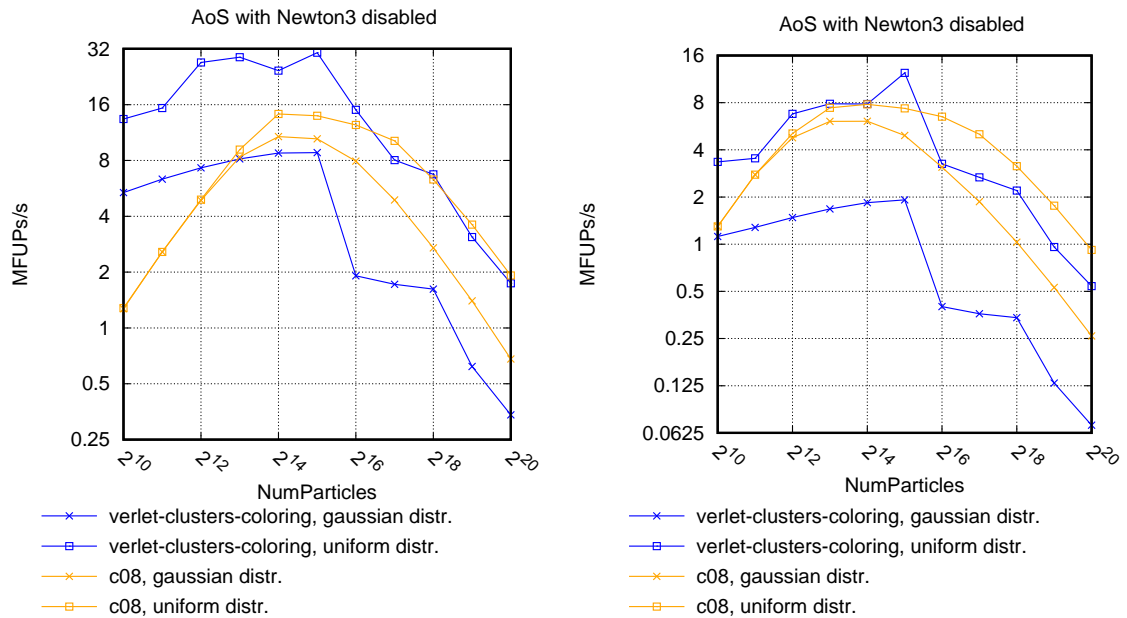 AoS with Newton3 disabled
32
16
8
4
2
1
0.5
0.25
MFUPs/s
2^10
2^12
2^14
2^16
2^18
2^20
NumParticles
verlet-clusters-coloring, gaussian distr.
verlet-clusters-coloring, uniform distr.
c08, gaussian distr.
c08, uniform distr.
AoS with Newton3 disabled
16
8
4
2
1
0.5
0.25
0.125
0.0625
MFUPs/s
2^10
2^12
2^14
2^16
2^18
2^20
NumParticles
verlet-clusters-coloring, gaussian distr.
verlet-clusters-coloring, uniform distr.
c08, gaussian distr.
c08, uniform distr.